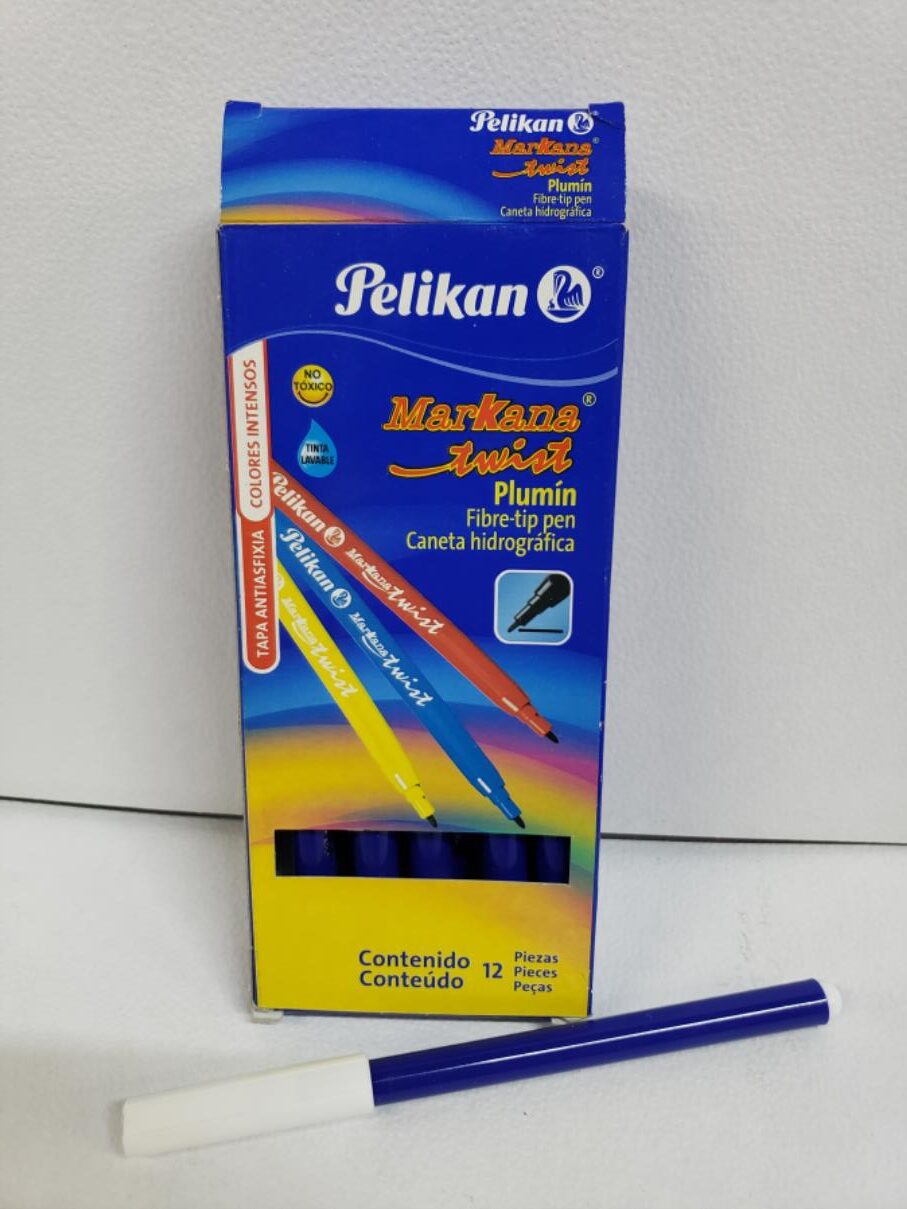 Pelikan
Markana®
twist
Plumín
Fibre-tip pen
Caneta hidrográfica
Pelikan ®
COLORES INTENSOS
TAPA ANTIASFIXIA
NO
TÓXICO
TINTA
LAVABLE
Markana®
twist
Plumín
Fibre-tip pen
Caneta hidrográfica
Pelikan Markana twist
Pelikan Markana twist
Markana twist
Contenido
Conteúdo
12
Piezas
Pieces
Peças